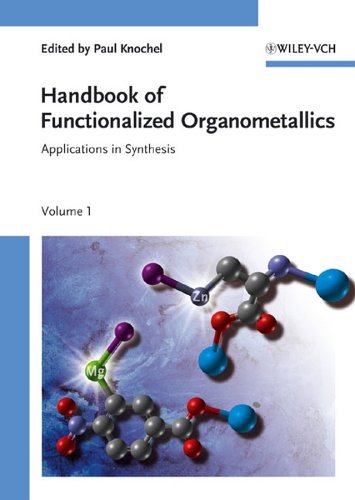 Edited by Paul Knochel
WILEY-VCH
Handbook of
Functionalized Organometallics
Applications in Synthesis
Volume 1
Zn
Mg